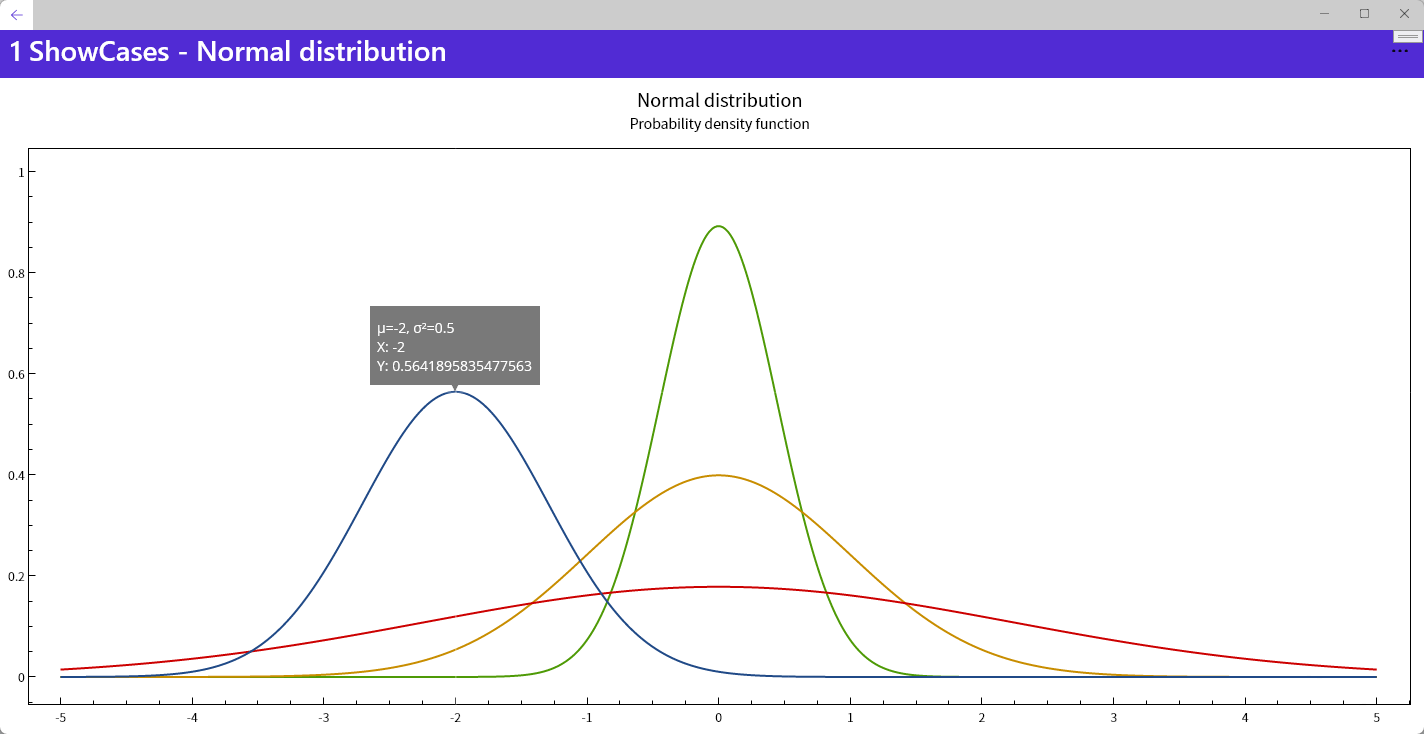 1 ShowCases - Normal distribution
...
Normal distribution
Probability density function
1
0.8
0.6
0.4
0.2
0
μ=-2, σ²=0.5
X: -2
Y: 0.5641895835477563
-5 -4 -3 -2 -1 0 1 2 3 4 5